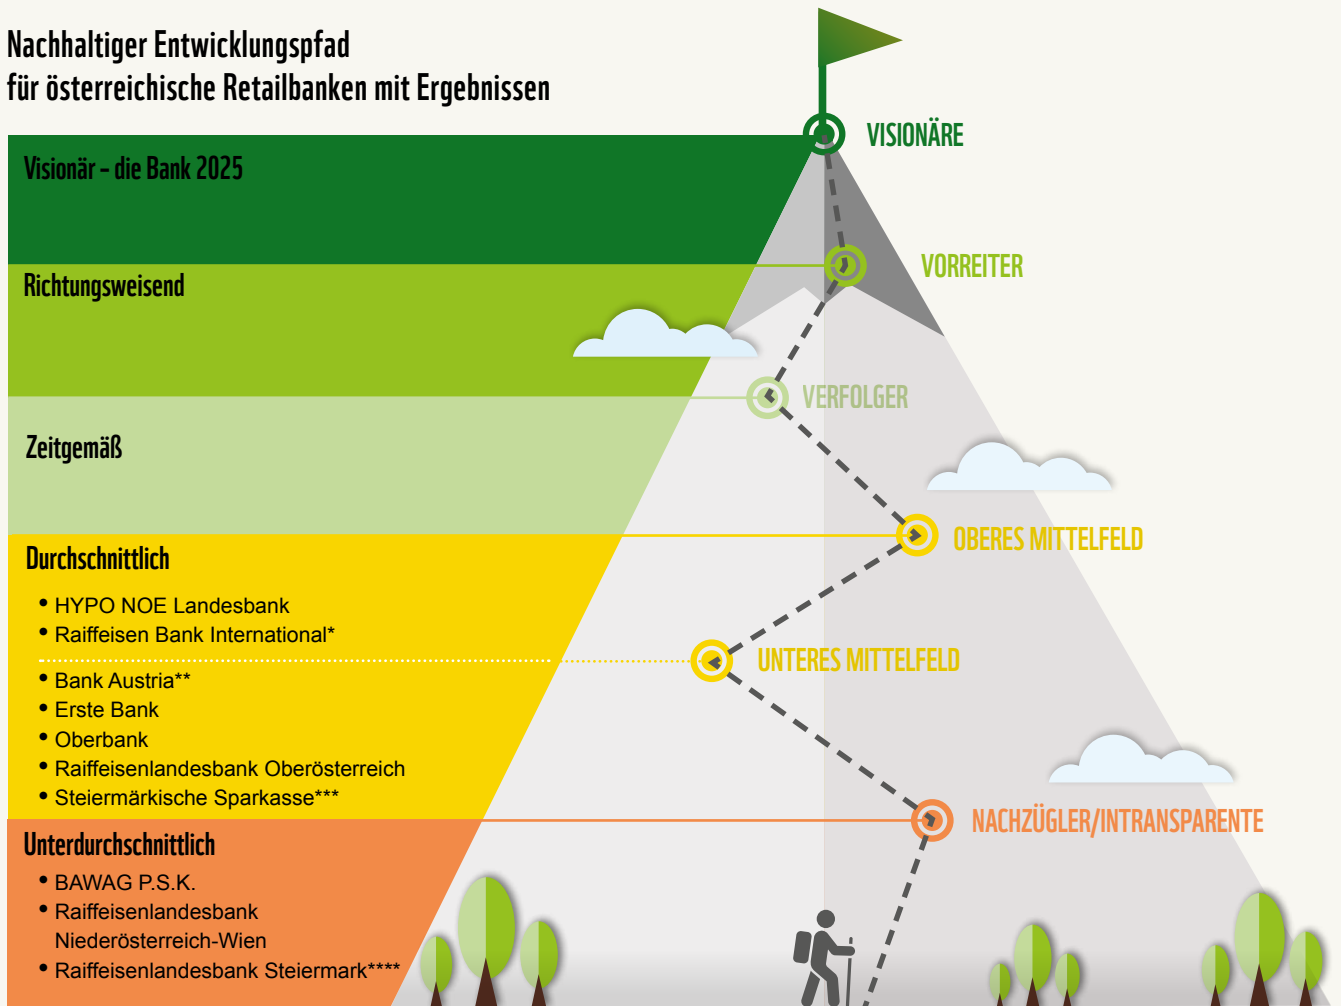 Nachhaltiger Entwicklungspfad
für österreichische Retailbanken mit Ergebnissen
VISIONÄRE
Visionär – die Bank 2025
VORREITER
Richtungsweisend
VERFOLGER
Zeitgemäß
OBERES MITTELFELD
Durchschnittlich
• HYPO NOE Landesbank
• Raiffeisen Bank International*
UNTERES MITTELFELD
• Bank Austria**
• Erste Bank
• Oberbank
• Raiffeisenlandesbank Oberösterreich
• Steiermärkische Sparkasse***
NACHZÜGLER/INTRANSPARENTE
Unterdurchschnittlich
• BAWAG P.S.K.
• Raiffeisenlandesbank
Niederösterreich-Wien
• Raiffeisenlandesbank Steiermark****